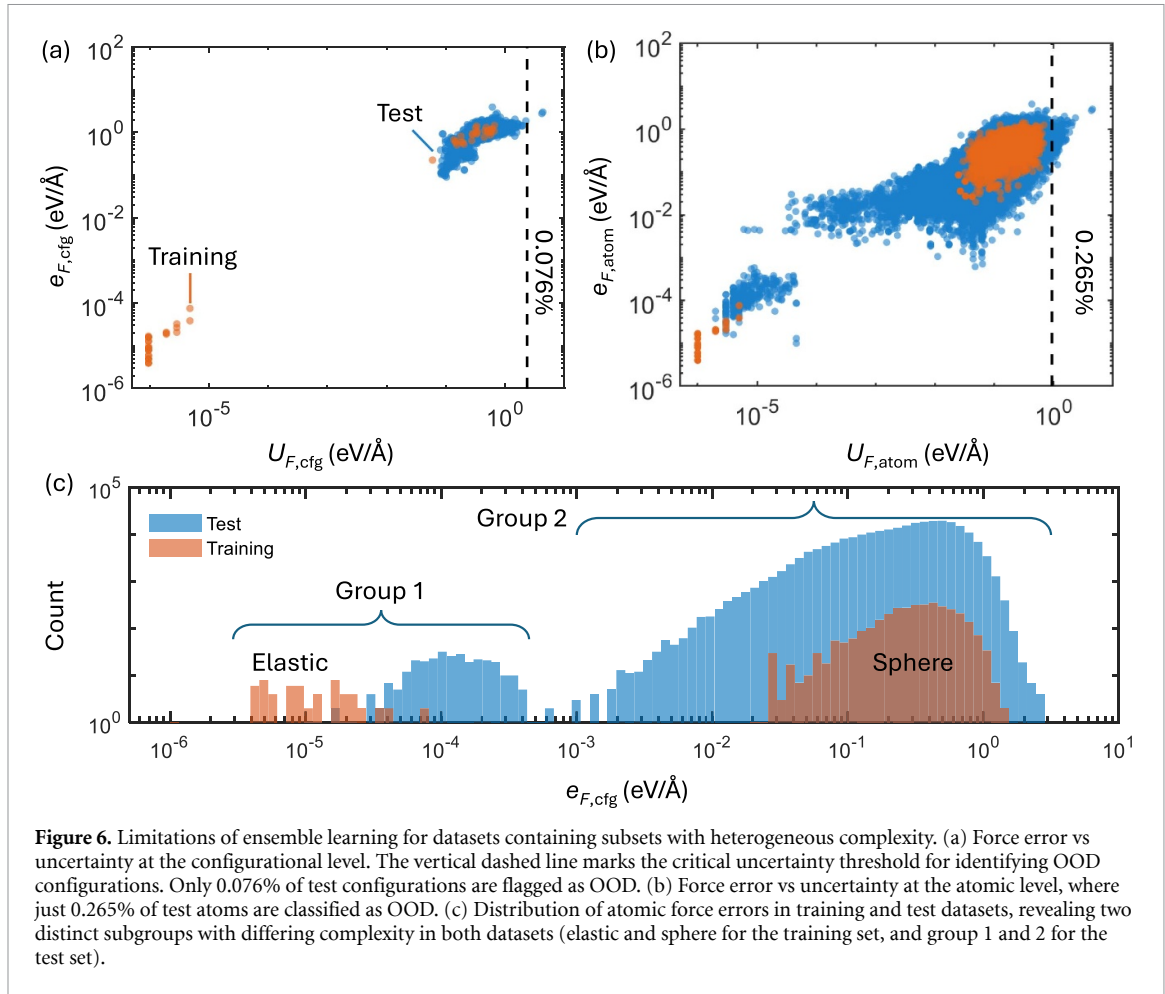 (a)
10^2
10^0
10^-2
10^-4
10^-6
e_F,cfg (eV/Å)
Test
Training
0.076%
10^-5
10^0
U_F,cfg (eV/Å)
(b)
10^2
10^0
10^-2
10^-4
10^-6
e_F,atom (eV/Å)
0.265%
10^-5
10^0
U_F,atom (eV/Å)
(c)
10^5
10^0
Count
Test
Training
Group 1
Group 2
Elastic
Sphere
10^-6
10^-5
10^-4
10^-3
10^-2
10^-1
10^0
10^1
e_F,cfg (eV/Å)
Figure 6. Limitations of ensemble learning for datasets containing subsets with heterogeneous complexity. (a) Force error vs
uncertainty at the configurational level. The vertical dashed line marks the critical uncertainty threshold for identifying OOD
configurations. Only 0.076% of test configurations are flagged as OOD. (b) Force error vs uncertainty at the atomic level, where
just 0.265% of test atoms are classified as OOD. (c) Distribution of atomic force errors in training and test datasets, revealing two
distinct subgroups with differing complexity in both datasets (elastic and sphere for the training set, and group 1 and 2 for the
test set).